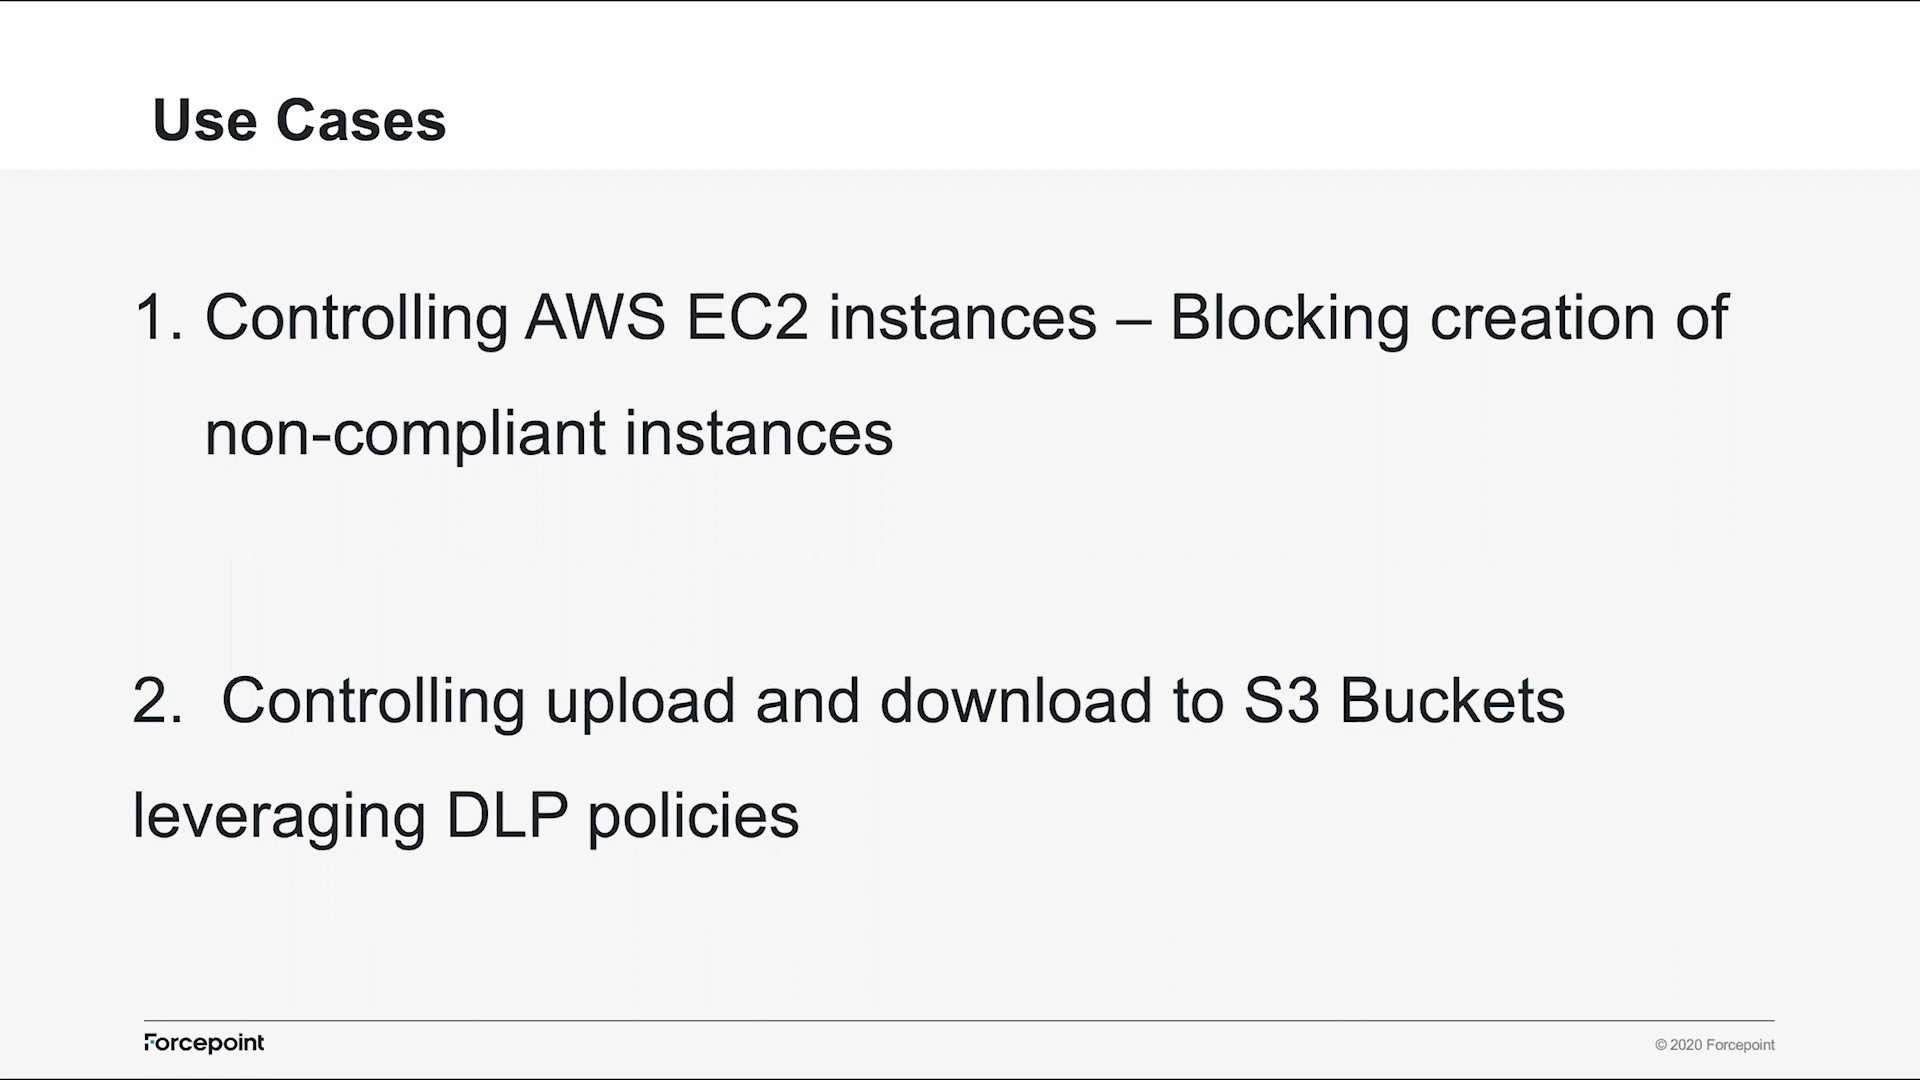 Use Cases
1. Controlling AWS EC2 instances – Blocking creation of
non-compliant instances
2. Controlling upload and download to S3 Buckets
leveraging DLP policies
Forcepoint
© 2020 Forcepoint